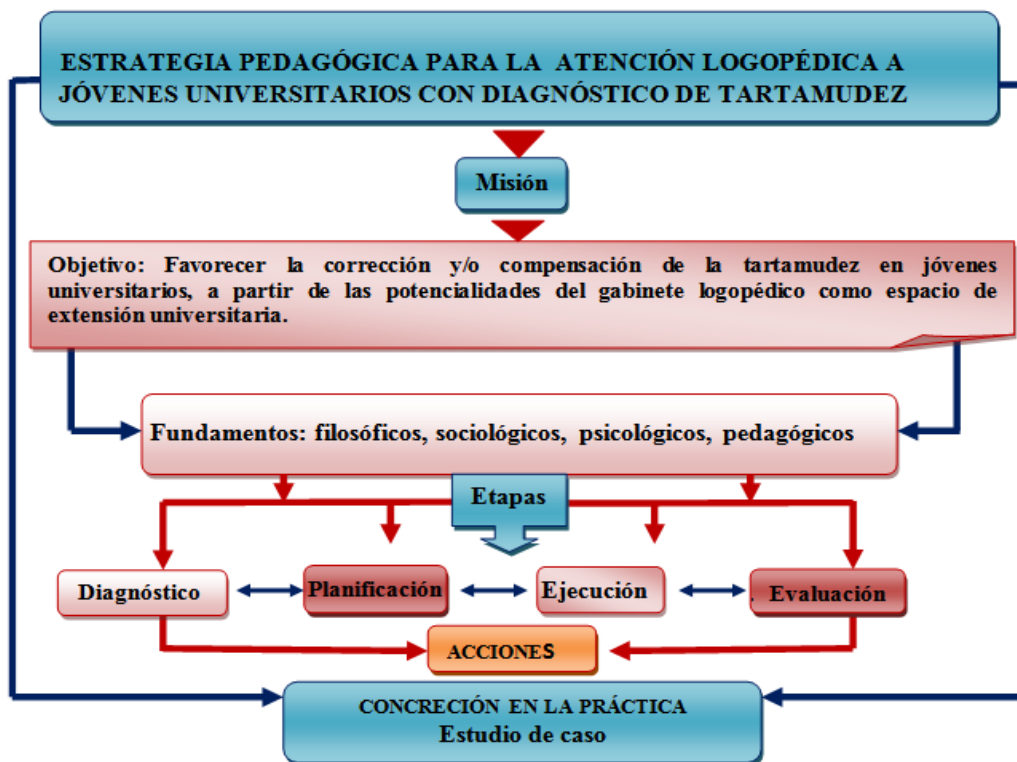 ESTRATEGIA PEDAGÓGICA PARA LA ATENCIÓN LOGOPÉDICA A
JÓVENES UNIVERSITARIOS CON DIAGNÓSTICO DE TARTAMUDEZ
Misión
Objetivo: Favorecer la corrección y/o compensación de la tartamudez en jóvenes
universitarios, a partir de las potencialidades del gabinete logopédico como espacio de
extensión universitaria.
Fundamentos: filosóficos, sociológicos, psicológicos, pedagógicos
Etapas
Diagnóstico
Planificación
Ejecución
. Evaluación
ACCIONES
CONCRECIÓN EN LA PRÁCTICA
Estudio de caso